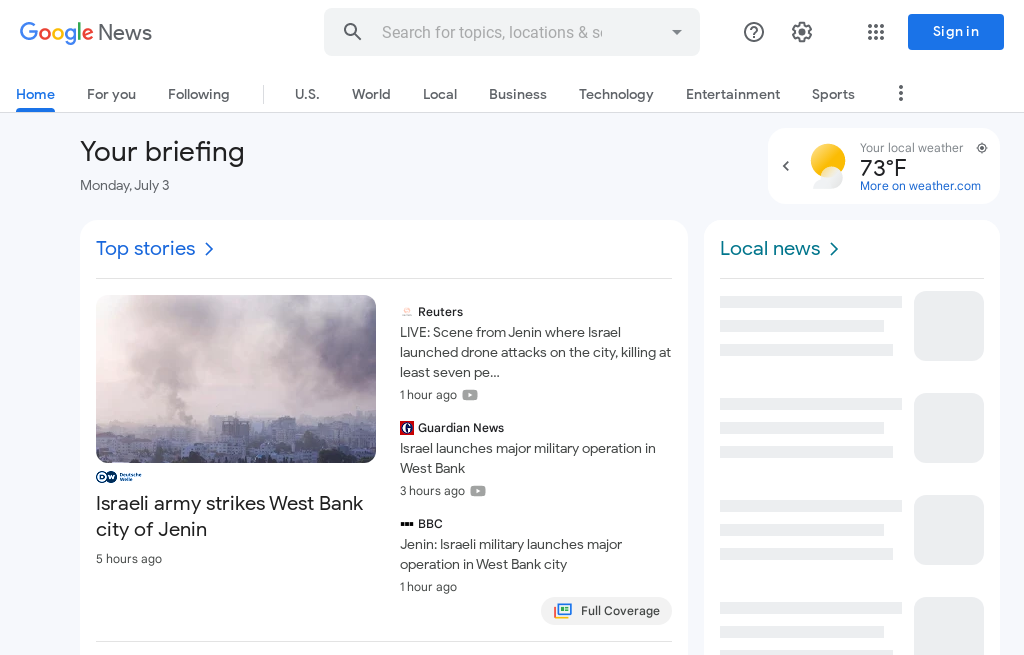 Google News
Search for topics, locations & so
Sign in
Home
For you
Following
U.S.
World
Local
Business
Technology
Entertainment
Sports
Your briefing
Monday, July 3
Your local weather
73°F
More on weather.com
Top stories
Local news
DW Deutsche
Welle
Israeli army strikes West Bank
city of Jenin
5 hours ago
Reuters
LIVE: Scene from Jenin where Israel
launched drone attacks on the city, killing at
least seven pe...
1 hour ago
G
Guardian News
Israel launches major military operation in
West Bank
3 hours ago
BBC
Jenin: Israeli military launches major
operation in West Bank city
1 hour ago
Full Coverage